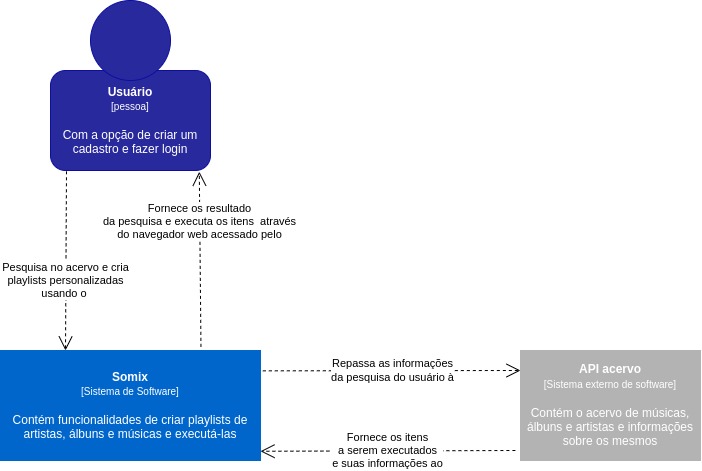 Usuário
[pessoa]
Com a opção de criar um
cadastro e fazer login
Fornece os resultado
da pesquisa e executa os itens  através
do navegador web acessado pelo
Pesquisa no acervo e cria
playlists personalizadas
usando o
Somix
[Sistema de Software]
Contém funcionalidades de criar playlists de
artistas, álbuns e músicas e executá-las
Repassa as informações
da pesquisa do usuário à
API acervo
[Sistema externo de software]
Contém o acervo de músicas,
álbuns e artistas e informações
sobre os mesmos
Fornece os itens
a serem executados
e suas informações ao